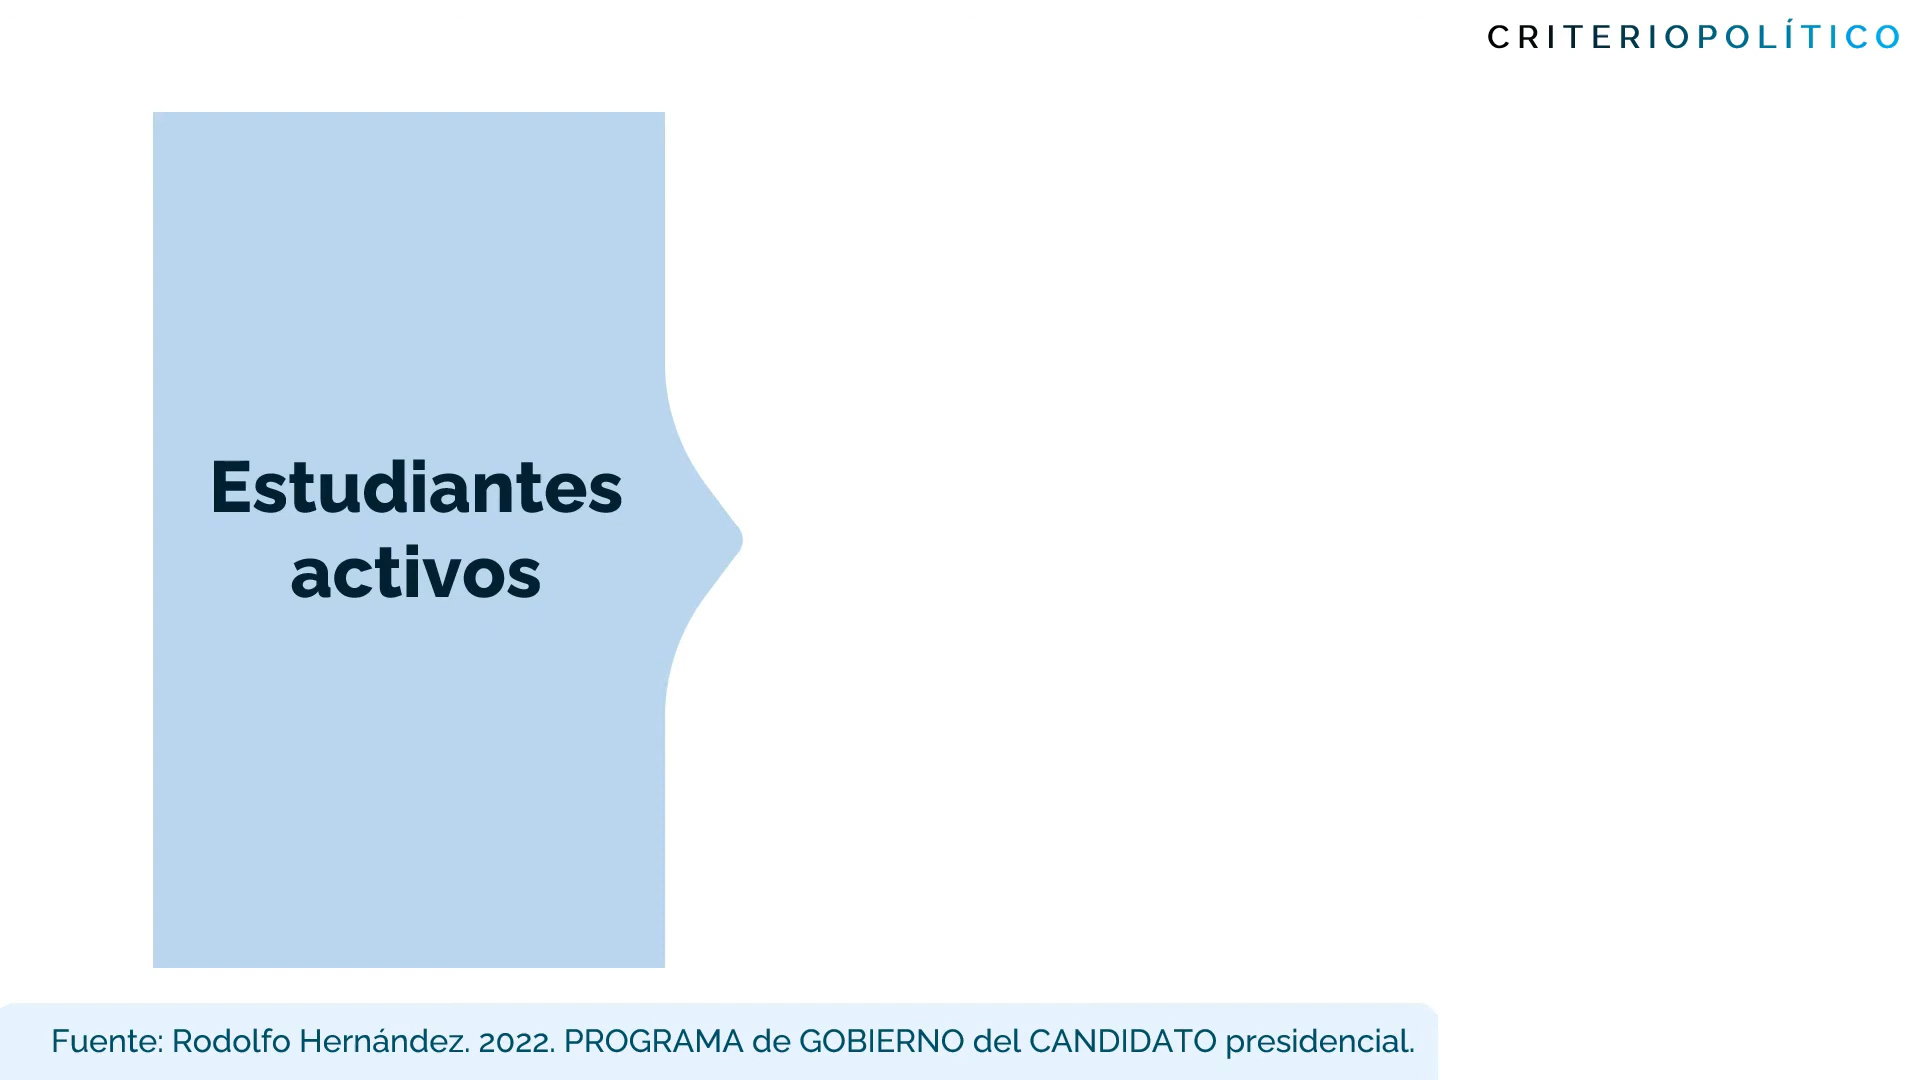 CRITERIOPOLÍTICO
Estudiantes
activos
Fuente: Rodolfo Hernández. 2022. PROGRAMA de GOBIERNO del CANDIDATO presidencial.